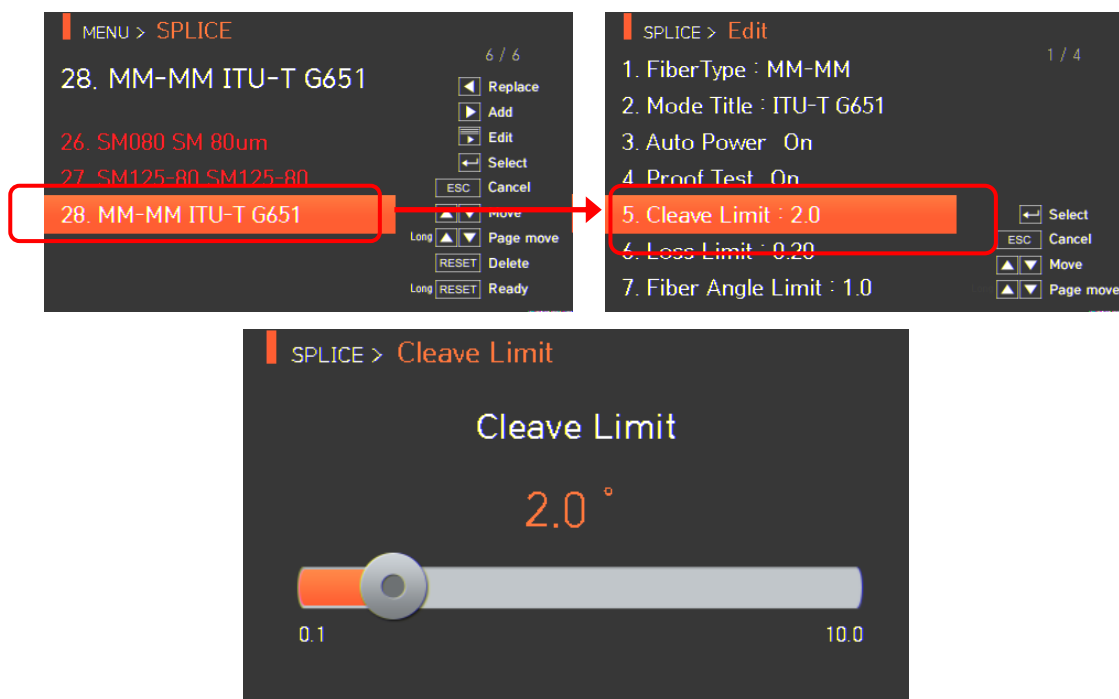 MENU > SPLICE
6 / 6
28. MM-MM ITU-T G651
Replace
Add
26. SM080 SM 80um
Edit
Select
27. SM125-80 SM125-80
ESC Cancel
28. MM-MM ITU-T G651
Move
Long Page move
RESET Delete
Long RESET Ready
SPLICE > Edit
1 / 4
1. FiberType : MM-MM
2. Mode Title : ITU-T G651
3. Auto Power On
4. Proof Test On
5. Cleave Limit : 2.0
6. Loss Limit : 0.20
7. Fiber Angle Limit : 1.0
Select
ESC Cancel
Move
Page move
SPLICE > Cleave Limit
Cleave Limit
2.0 °
0.1 10.0